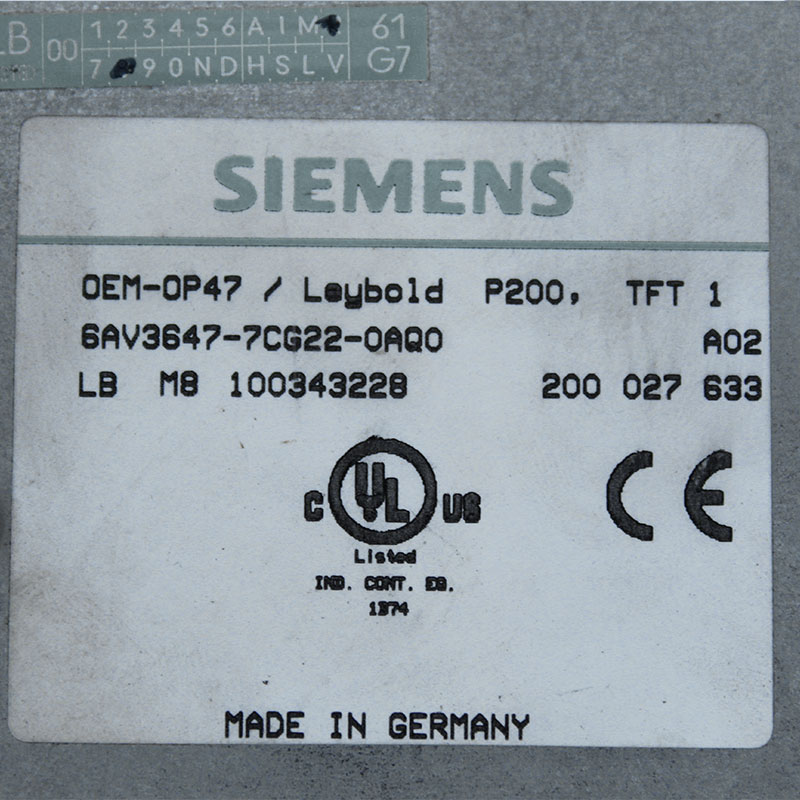 LB 00 1 2 3 4 5 6 A I M 61
7 9 0 N D H S L V G7
SIEMENS
OEM-OP47 / Leybold P200, TFT 1
6AV3647-7CG22-0AQ0 A02
LB M8 100343228 200 027 633
C UL US
CE
Listed
IND. CONT. EQ.
1B74
MADE IN GERMANY